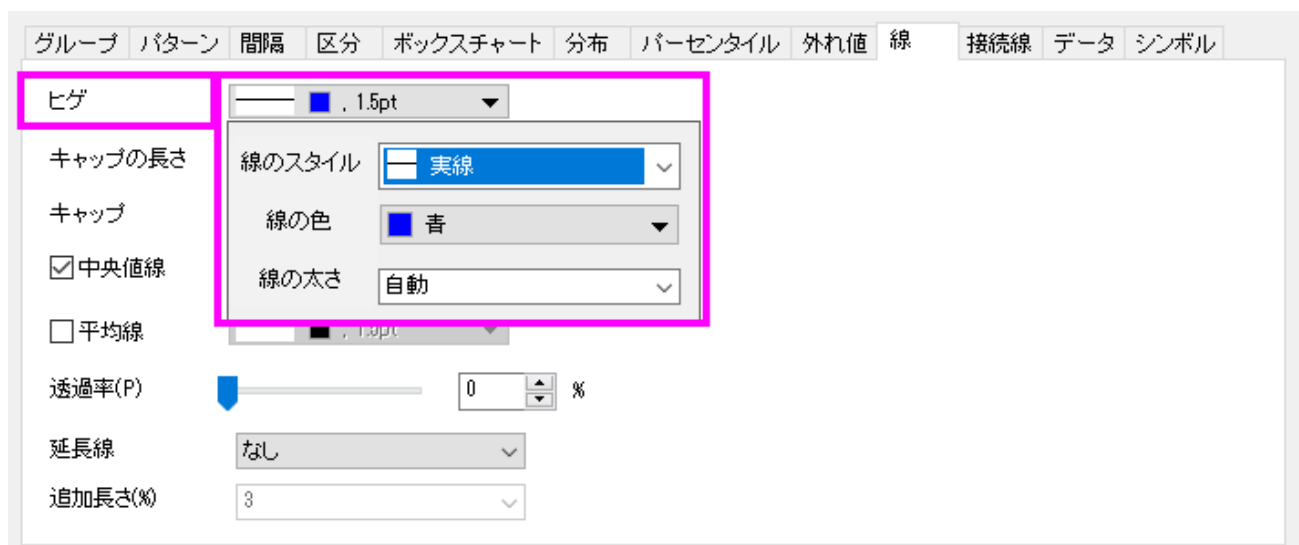 グループ パターン 間隔 区分 ボックスチャート 分布 パーセンタイル 外れ値 線 接続線 データ シンボル
ヒゲ , 1.5pt
キャップの長さ 線のスタイル 実線
キャップ 線の色 青
中央値線 線の太さ 自動
平均線 , 1.5pt
透過率(P) 0 %
延長線 なし
追加長さ(%) 3